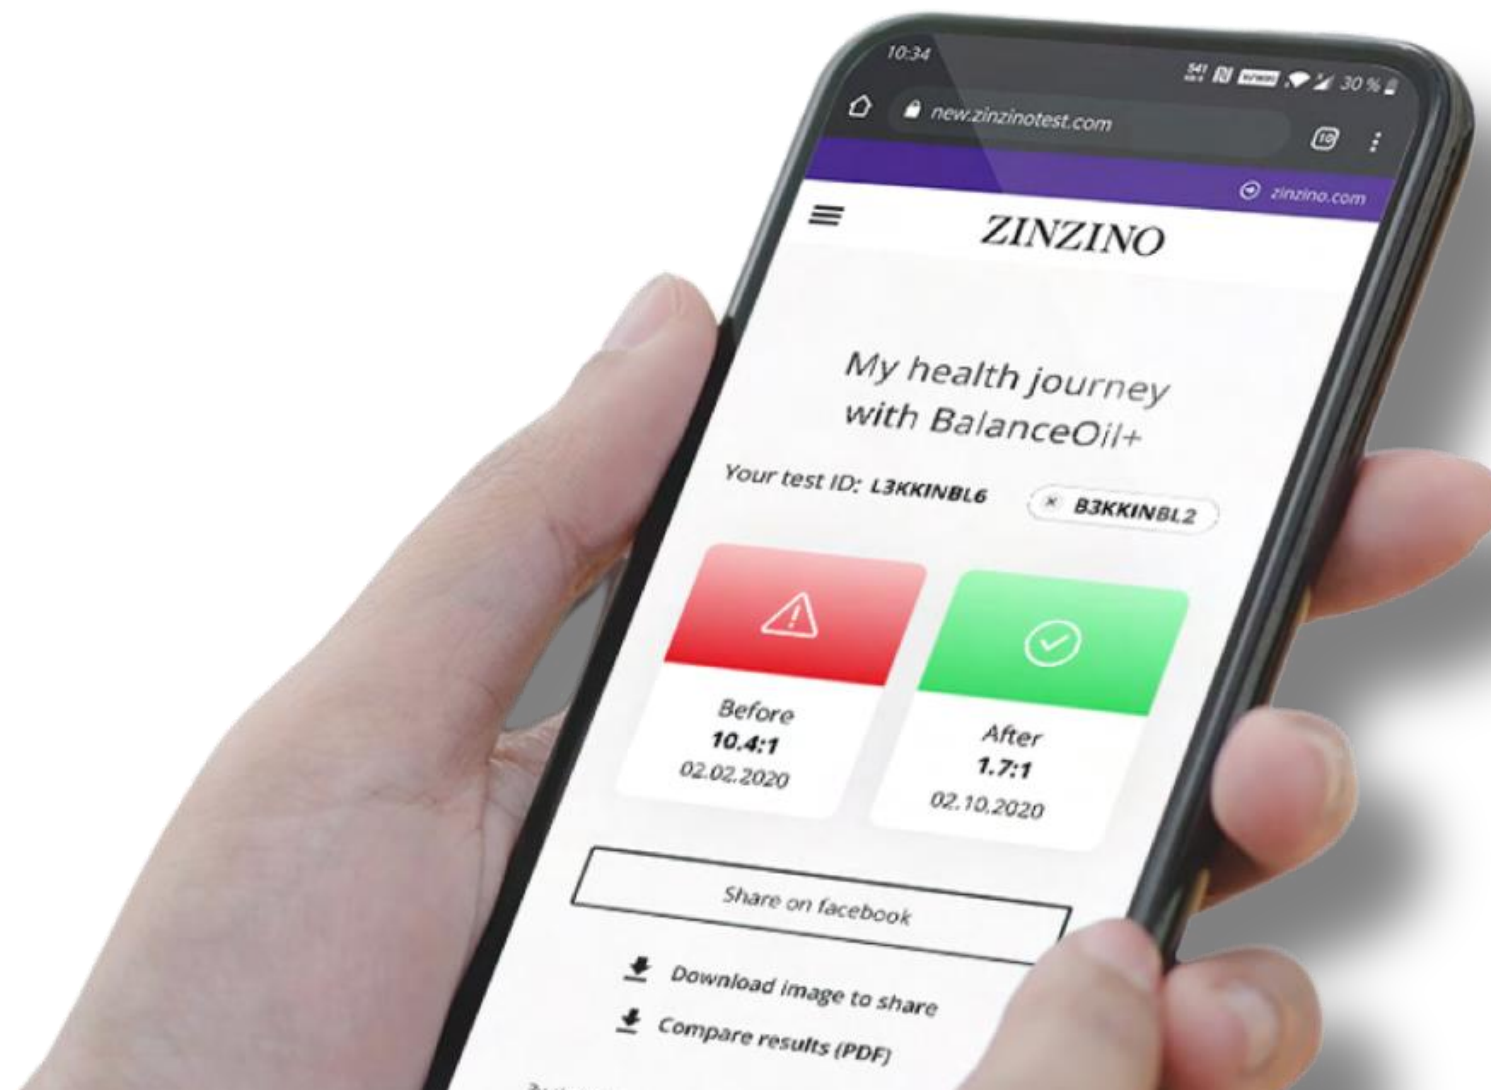 10:34
541
30 %
new.zinzinotest.com
10
zinzino.com
ZINZINO
My health journey
with BalanceOil+
Your test ID: L3KKINBL6
× B3KKINBL2
Before
10.4:1
02.02.2020
After
1.7:1
02.10.2020
Share on facebook
Download image to share
Compare results (PDF)